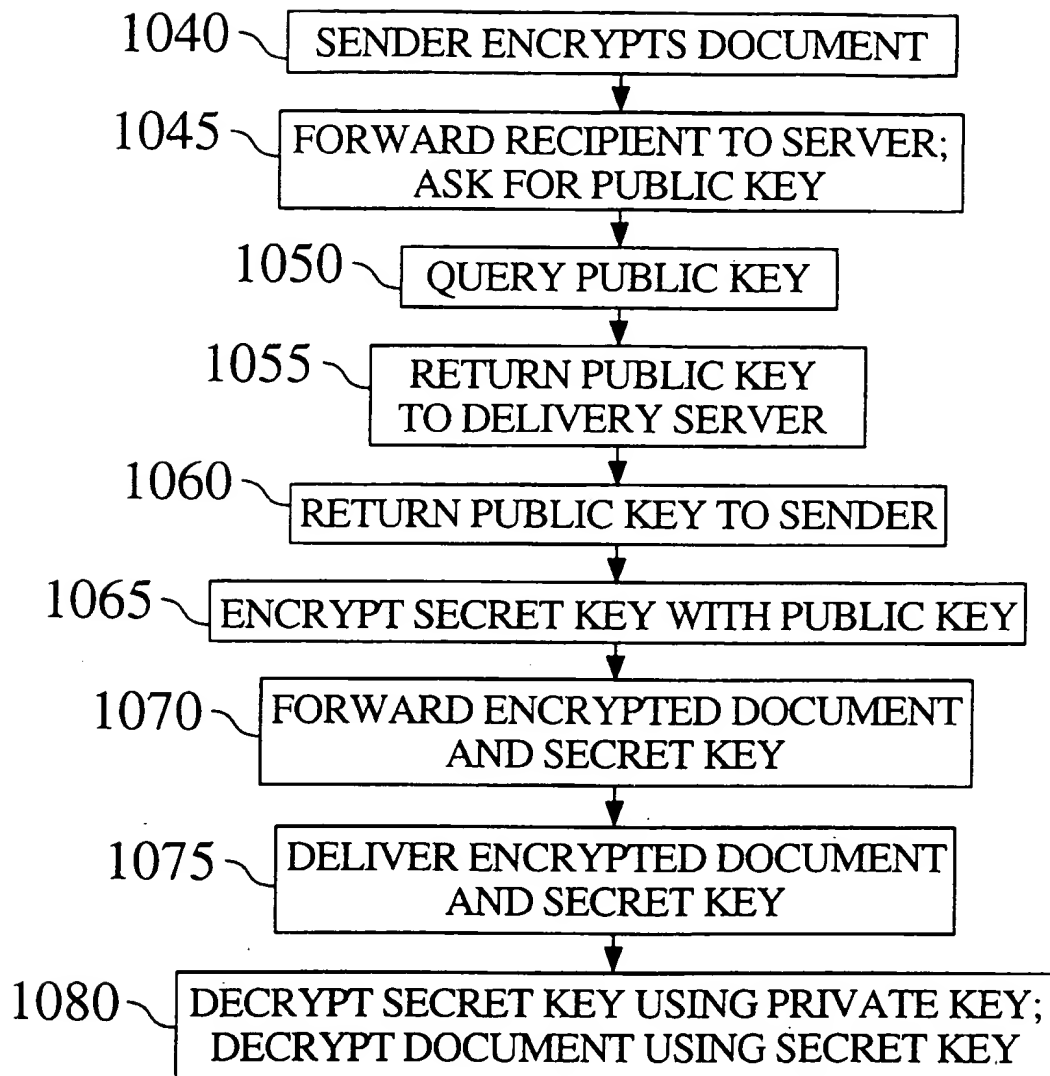 1040
SENDER ENCRYPTS DOCUMENT
1045
FORWARD RECIPIENT TO SERVER;
ASK FOR PUBLIC KEY
1050
QUERY PUBLIC KEY
1055
RETURN PUBLIC KEY
TO DELIVERY SERVER
1060
RETURN PUBLIC KEY TO SENDER
1065
ENCRYPT SECRET KEY WITH PUBLIC KEY
1070
FORWARD ENCRYPTED DOCUMENT
AND SECRET KEY
1075
DELIVER ENCRYPTED DOCUMENT
AND SECRET KEY
1080
DECRYPT SECRET KEY USING PRIVATE KEY;
DECRYPT DOCUMENT USING SECRET KEY